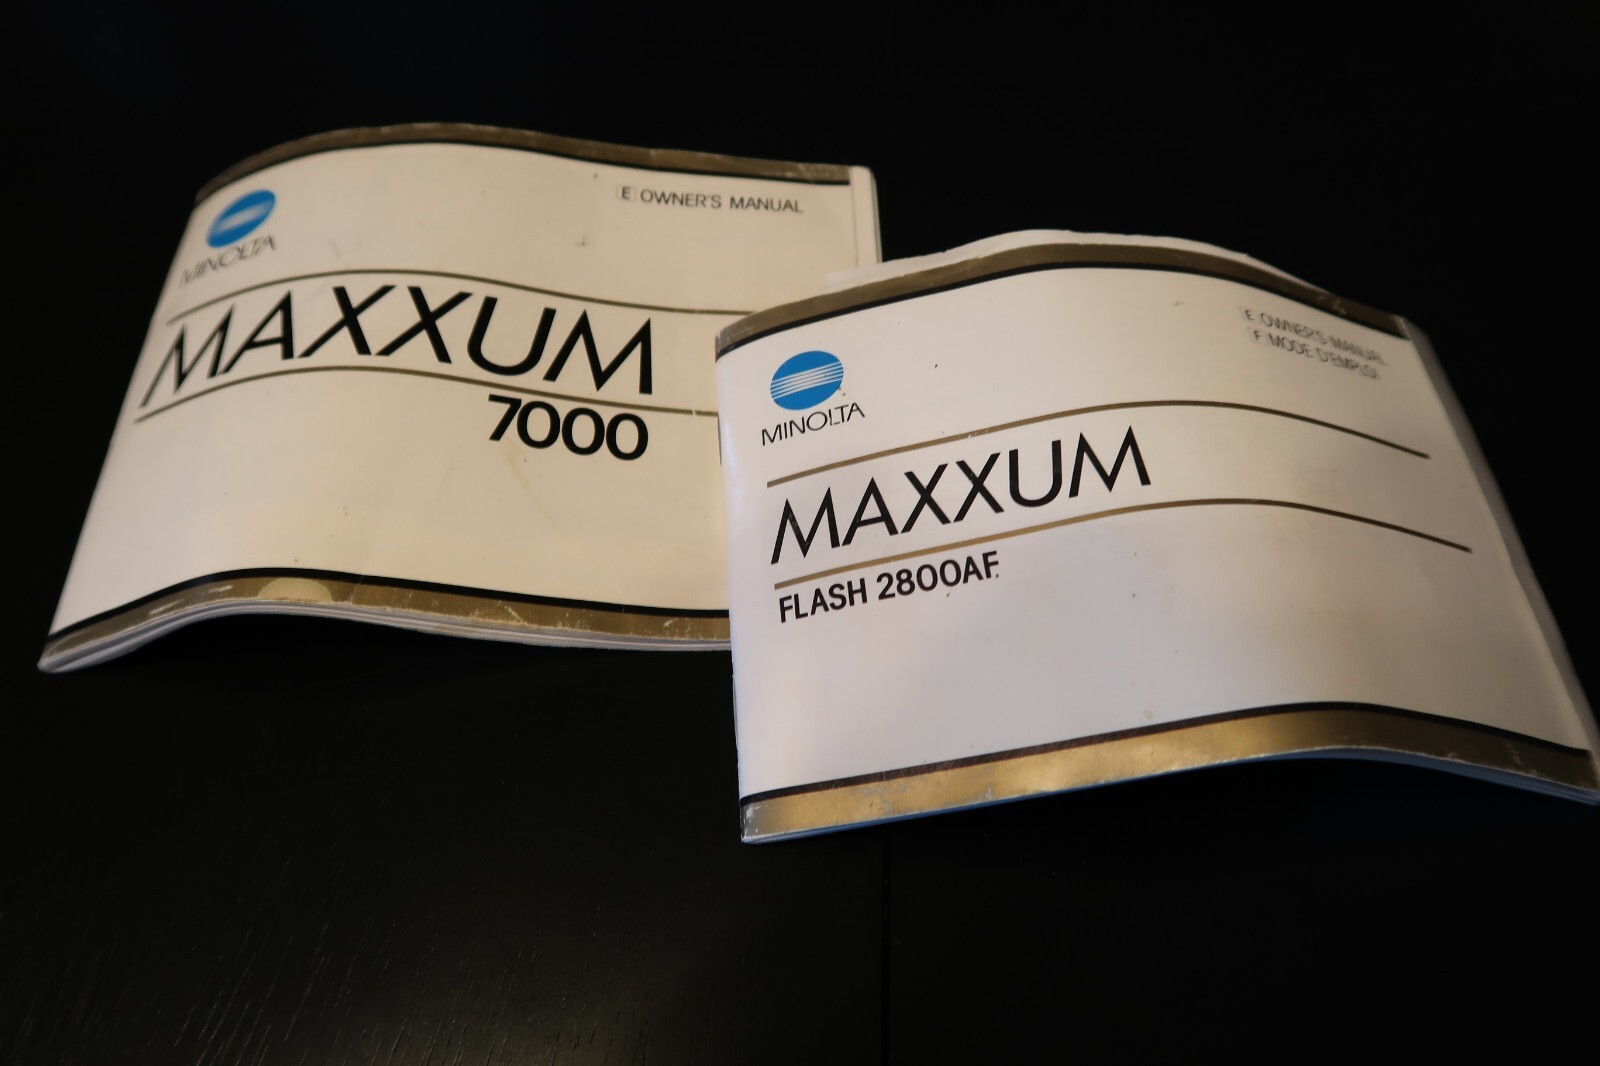 E OWNER'S MANUAL
MINOLTA
MAXXUM
7000
E OWNER'S MANUAL
F MODE D'EMPLOI
MINOLTA
MAXXUM
FLASH 2800AF